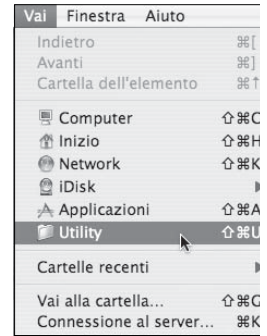 Vai Finestra Aiuto
Indietro ⌘[
Avanti ⌘]
Cartella dell'elemento ⌘↑
Computer ⇧⌘C
Inizio ⇧⌘H
Network ⇧⌘K
iDisk
Applicazioni ⇧⌘A
Utility ⇧⌘U
Cartelle recenti
Vai alla cartella... ⇧⌘G
Connessione al server... ⌘K